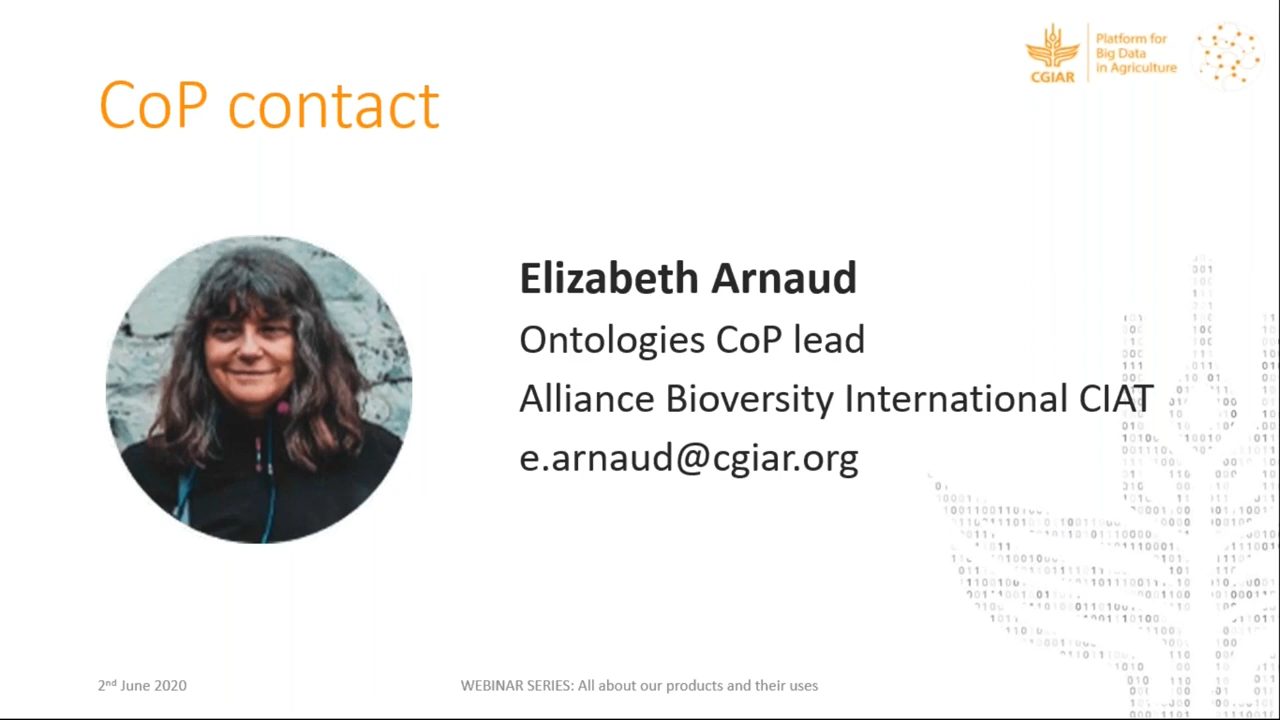 CGIAR
Platform for
Big Data
in Agriculture
CoP contact
Elizabeth Arnaud
Ontologies CoP lead
Alliance Bioversity International CIAT
e.arnaud@cgiar.org
2nd June 2020
WEBINAR SERIES: All about our products and their uses